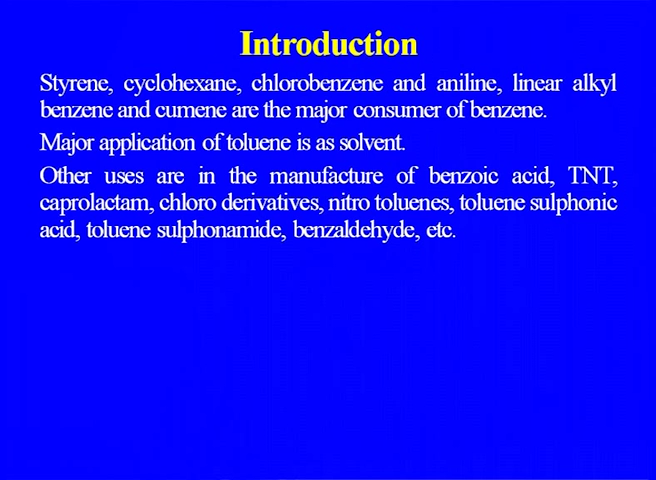 Introduction
Styrene, cyclohexane, chlorobenzene and aniline, linear alkyl
benzene and cumene are the major consumer of benzene.
Major application of toluene is as solvent.
Other uses are in the manufacture of benzoic acid, TNT,
caprolactam, chloro derivatives, nitro toluenes, toluene sulphonic
acid, toluene sulphonamide, benzaldehyde, etc.